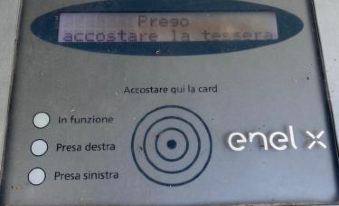 Prego
accostare la tessera
Accostare qui la card
In funzione
Presa destra
Presa sinistra
enel x